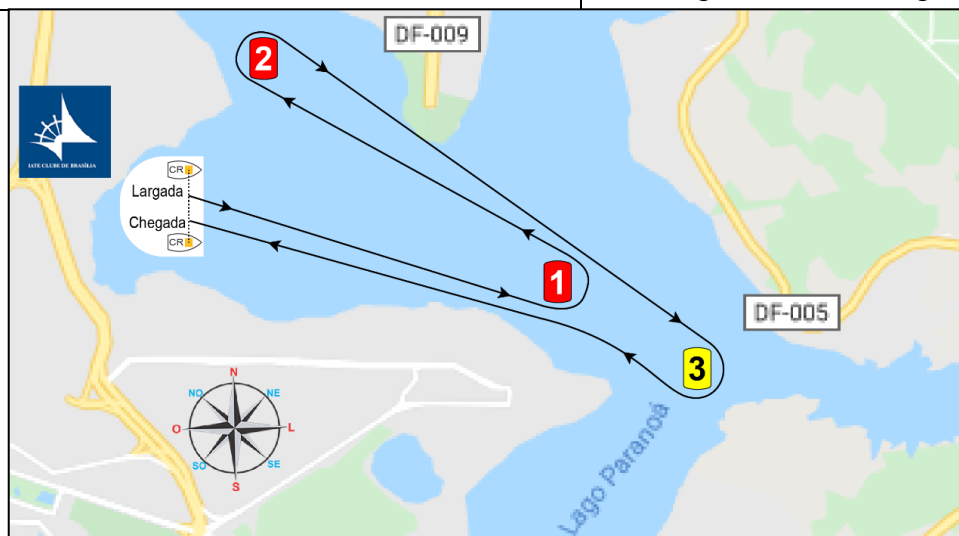 2
DF-009
IATE CLUBE DE BRASÍLIA
CR
Largada
Chegada
CR
1
DF-005
3
N
NO
NE
O
L
SO
SE
S
Lago Paranoá